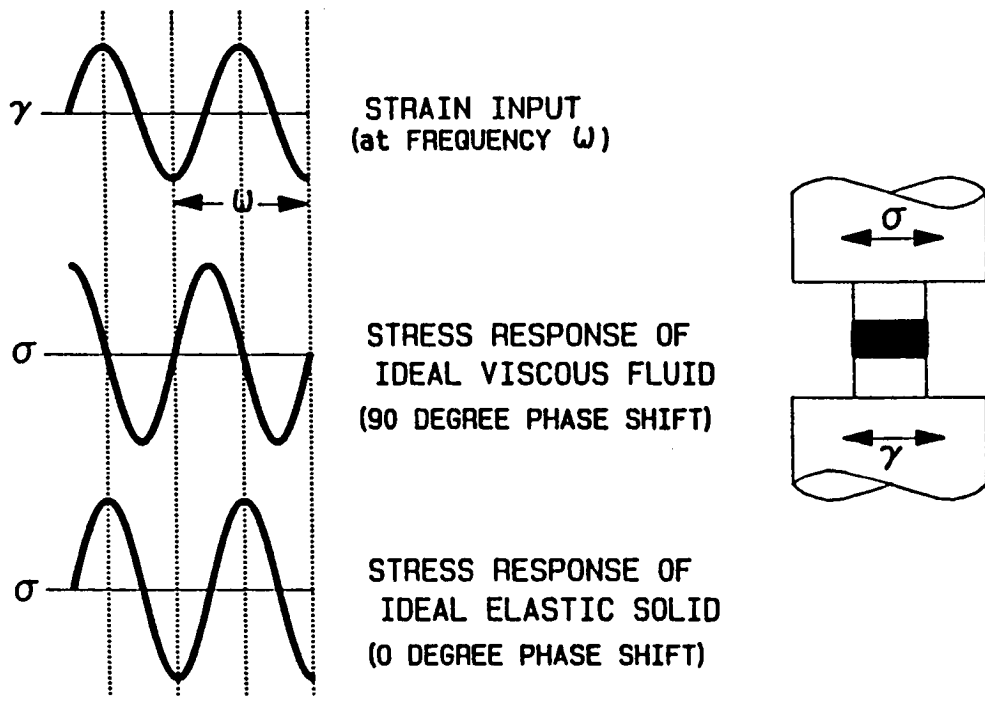 γ
STRAIN INPUT
(at FREQUENCY ω)
ω
σ
STRESS RESPONSE OF
IDEAL VISCOUS FLUID
(90 DEGREE PHASE SHIFT)
σ
STRESS RESPONSE OF
IDEAL ELASTIC SOLID
(0 DEGREE PHASE SHIFT)
σ
γ